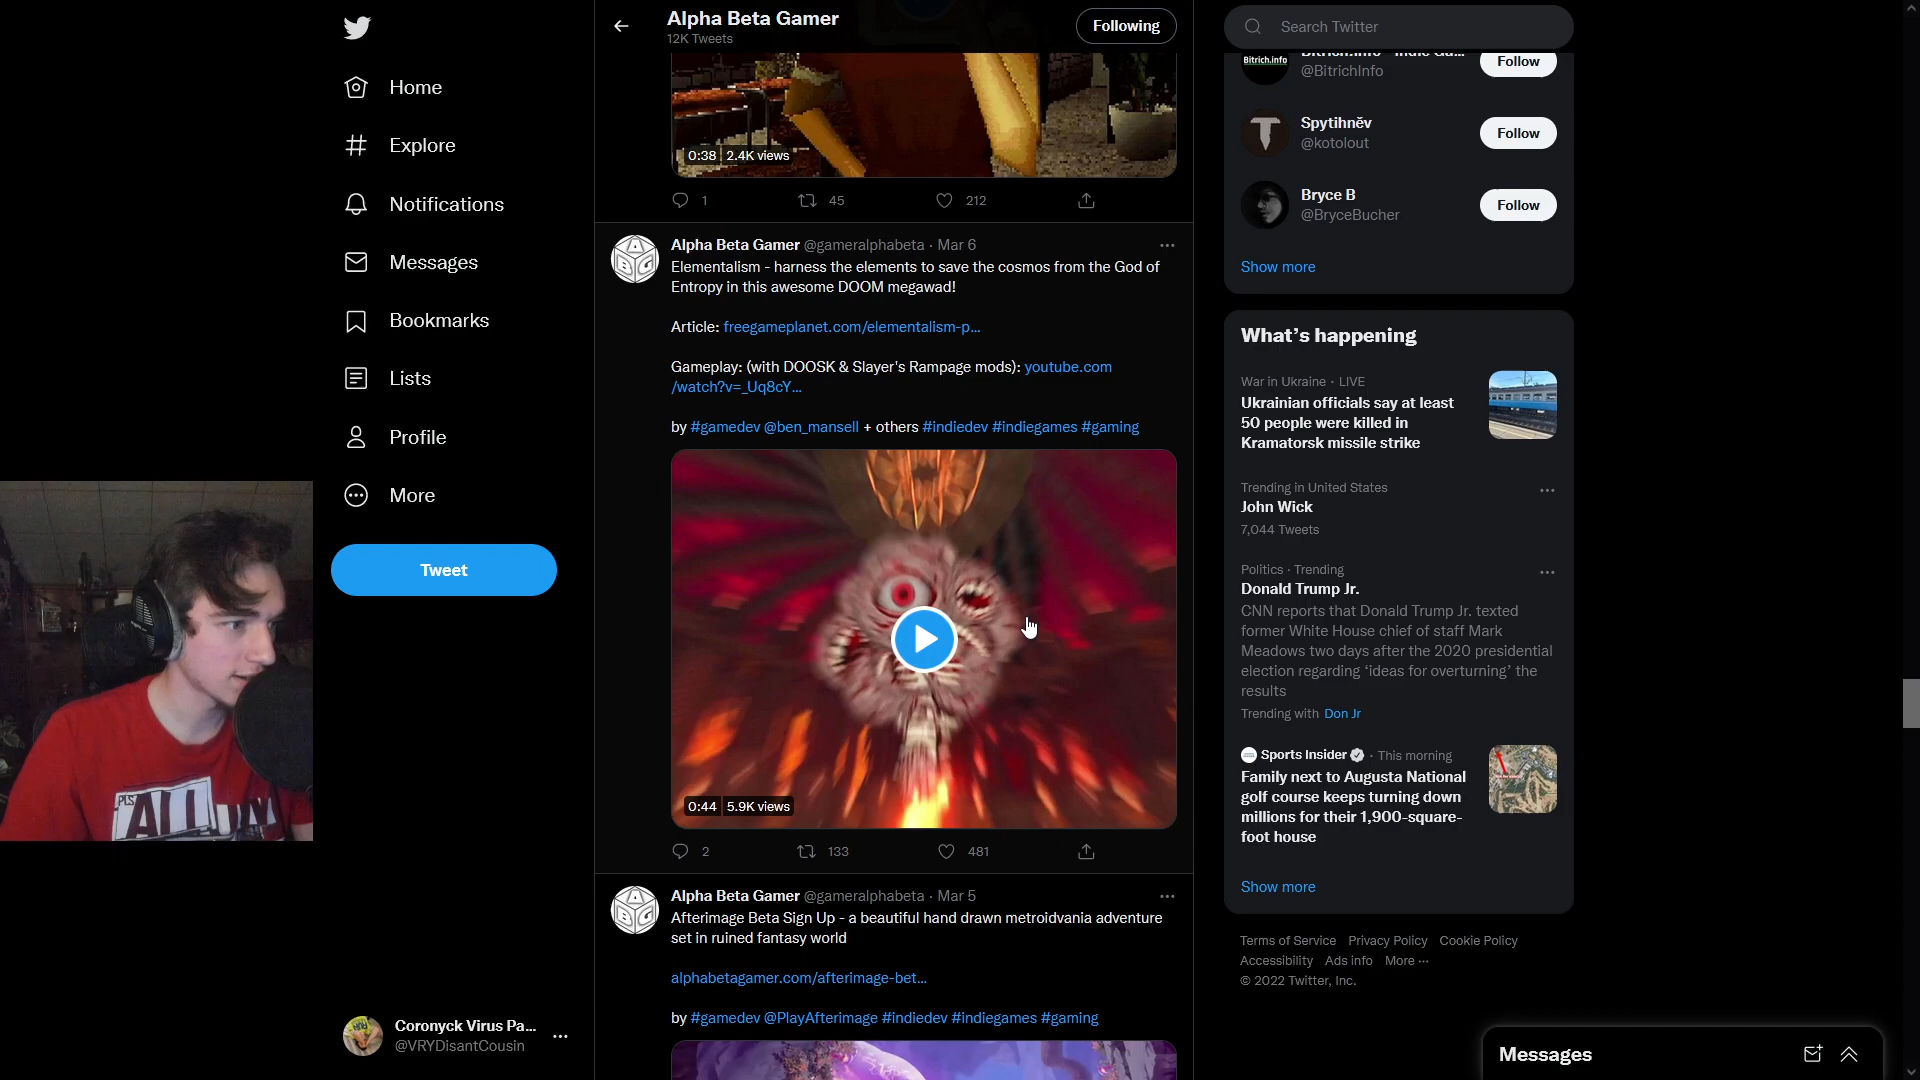 Home
Explore
Notifications
Messages
Bookmarks
Lists
Profile
More
Tweet
Coronyck Virus Pa...
@VRYDisantCousin
Alpha Beta Gamer
12K Tweets
Following
0:38 2.4K views
1 45 212
Alpha Beta Gamer @gameralphabeta · Mar 6
Elementalism - harness the elements to save the cosmos from the God of
Entropy in this awesome DOOM megawad!
Article: freegameplanet.com/elementalism-p...
Gameplay: (with DOOSK & Slayer's Rampage mods): youtube.com
/watch?v=_Uq8cY...
by #gamedev @ben_mansell + others #indiedev #indiegames #gaming
0:44 5.9K views
2 133 481
Alpha Beta Gamer @gameralphabeta · Mar 5
Afterimage Beta Sign Up - a beautiful hand drawn metroidvania adventure
set in ruined fantasy world
alphabetagamer.com/afterimage-bet...
by #gamedev @PlayAfterimage #indiedev #indiegames #gaming
Search Twitter
Bitrich.info
@BitrichInfo
Follow
Spytihněv
@kotolout
Follow
Bryce B
@BryceBucher
Follow
Show more
What's happening
War in Ukraine · LIVE
Ukrainian officials say at least
50 people were killed in
Kramatorsk missile strike
Trending in United States
John Wick
7,044 Tweets
Politics · Trending
Donald Trump Jr.
CNN reports that Donald Trump Jr. texted
former White House chief of staff Mark
Meadows two days after the 2020 presidential
election regarding ‘ideas for overturning’ the
results
Trending with Don Jr
Sports Insider · This morning
Family next to Augusta National
golf course keeps turning down
millions for their 1,900-square-
foot house
Show more
Terms of Service Privacy Policy Cookie Policy
Accessibility Ads info More ...
© 2022 Twitter, Inc.
Messages